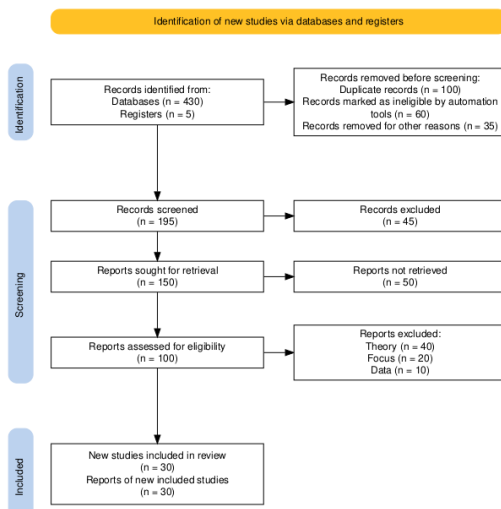 Identification of new studies via databases and registers
Identification
Records identified from:
Databases (n = 430)
Registers (n = 5)
Records removed before screening:
Duplicate records (n = 100)
Records marked as ineligible by automation
tools (n = 60)
Records removed for other reasons (n = 35)
Screening
Records screened
(n = 195)
Records excluded
(n = 45)
Reports sought for retrieval
(n = 150)
Reports not retrieved
(n = 50)
Reports assessed for eligibility
(n = 100)
Reports excluded:
Theory (n = 40)
Focus (n = 20)
Data (n = 10)
Included
New studies included in review
(n = 30)
Reports of new included studies
(n = 30)